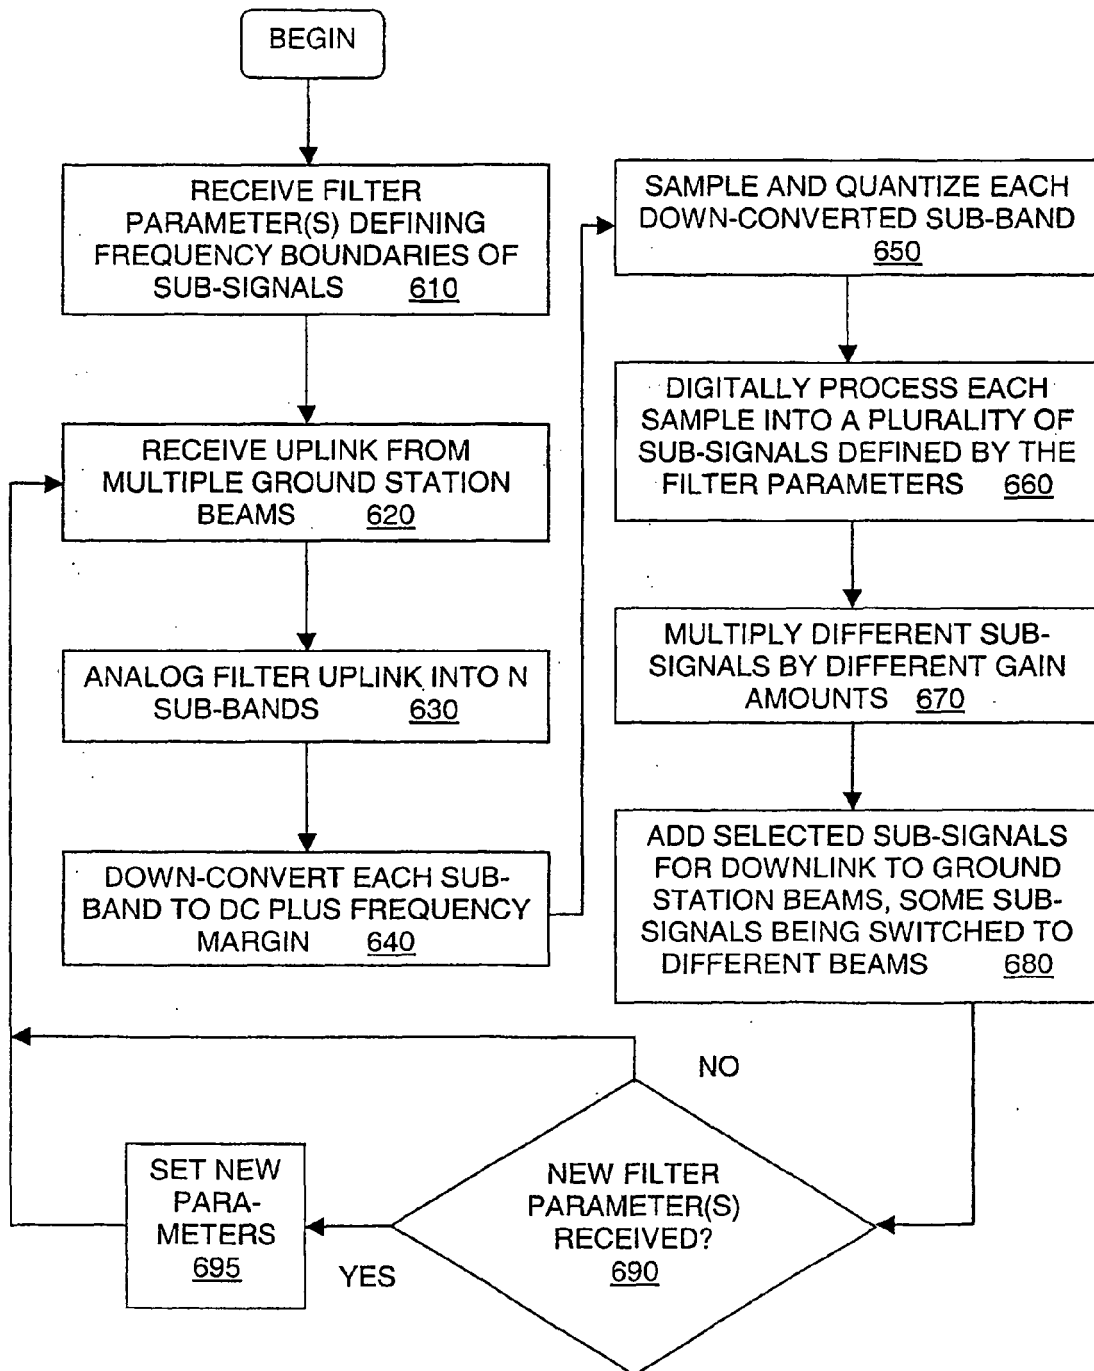 BEGIN
RECEIVE FILTER
PARAMETER(S) DEFINING
FREQUENCY BOUNDARIES OF
SUB-SIGNALS 610
RECEIVE UPLINK FROM
MULTIPLE GROUND STATION
BEAMS 620
ANALOG FILTER UPLINK INTO N
SUB-BANDS 630
DOWN-CONVERT EACH SUB-
BAND TO DC PLUS FREQUENCY
MARGIN 640
SAMPLE AND QUANTIZE EACH
DOWN-CONVERTED SUB-BAND
650
DIGITALLY PROCESS EACH
SAMPLE INTO A PLURALITY OF
SUB-SIGNALS DEFINED BY THE
FILTER PARAMETERS 660
MULTIPLY DIFFERENT SUB-
SIGNALS BY DIFFERENT GAIN
AMOUNTS 670
ADD SELECTED SUB-SIGNALS
FOR DOWNLINK TO GROUND
STATION BEAMS, SOME SUB-
SIGNALS BEING SWITCHED TO
DIFFERENT BEAMS 680
NO
NEW FILTER
PARAMETER(S)
RECEIVED?
690
YES
SET NEW
PARA-
METERS
695